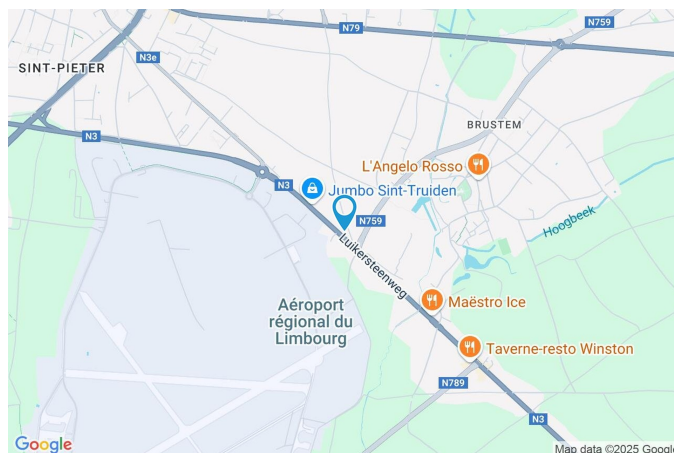 N79
N759
N3e
SINT-PIETER
N3
BRUSTEM
L'Angelo Rosso
N3
Jumbo Sint-Truiden
N759
Hoogbeek
Luikersteenweg
Aéroport
régional du
Limbourg
Maëstro Ice
Taverne-resto Winston
N789
N3
Google
Map data ©2025 Google